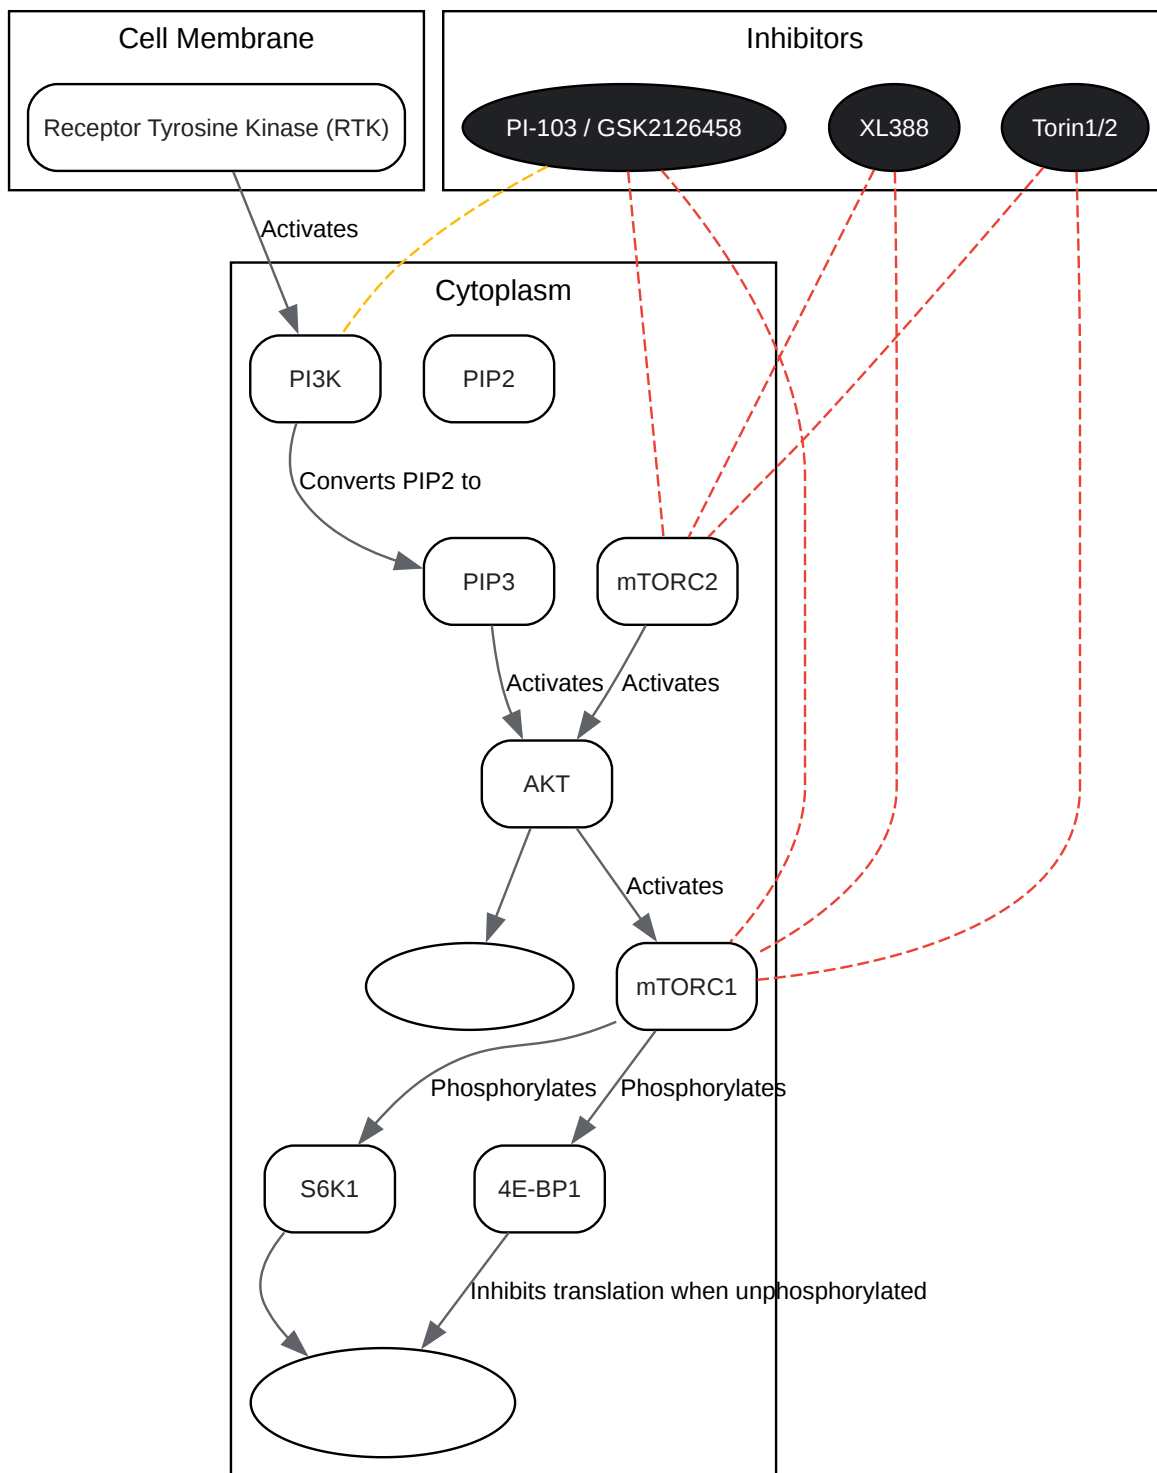 Cell Membrane
Inhibitors
Receptor Tyrosine Kinase (RTK)
PI-103 / GSK2126458
XL388
Torin1/2
Activates
Cytoplasm
PI3K
PIP2
Converts PIP2 to
PIP3
mTORC2
Activates
Activates
AKT
Activates
mTORC1
Phosphorylates
Phosphorylates
S6K1
4E-BP1
Inhibits translation when unphosphorylated